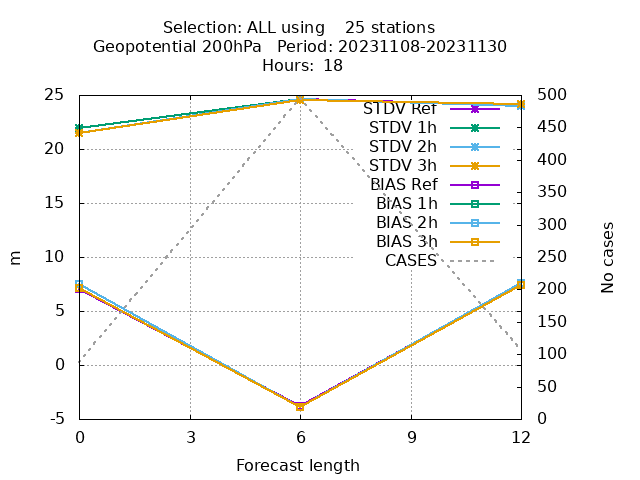 Selection: ALL using    25 stations
Geopotential 200hPa   Period: 20231108-20231130
Hours: 18
25
20
15
10
5
0
-5
m
500
450
400
350
300
250
200
150
100
50
0
No cases
STDV Ref
STDV 1h
STDV 2h
STDV 3h
BIAS Ref
BIAS 1h
BIAS 2h
BIAS 3h
CASES
0 3 6 9 12
Forecast length